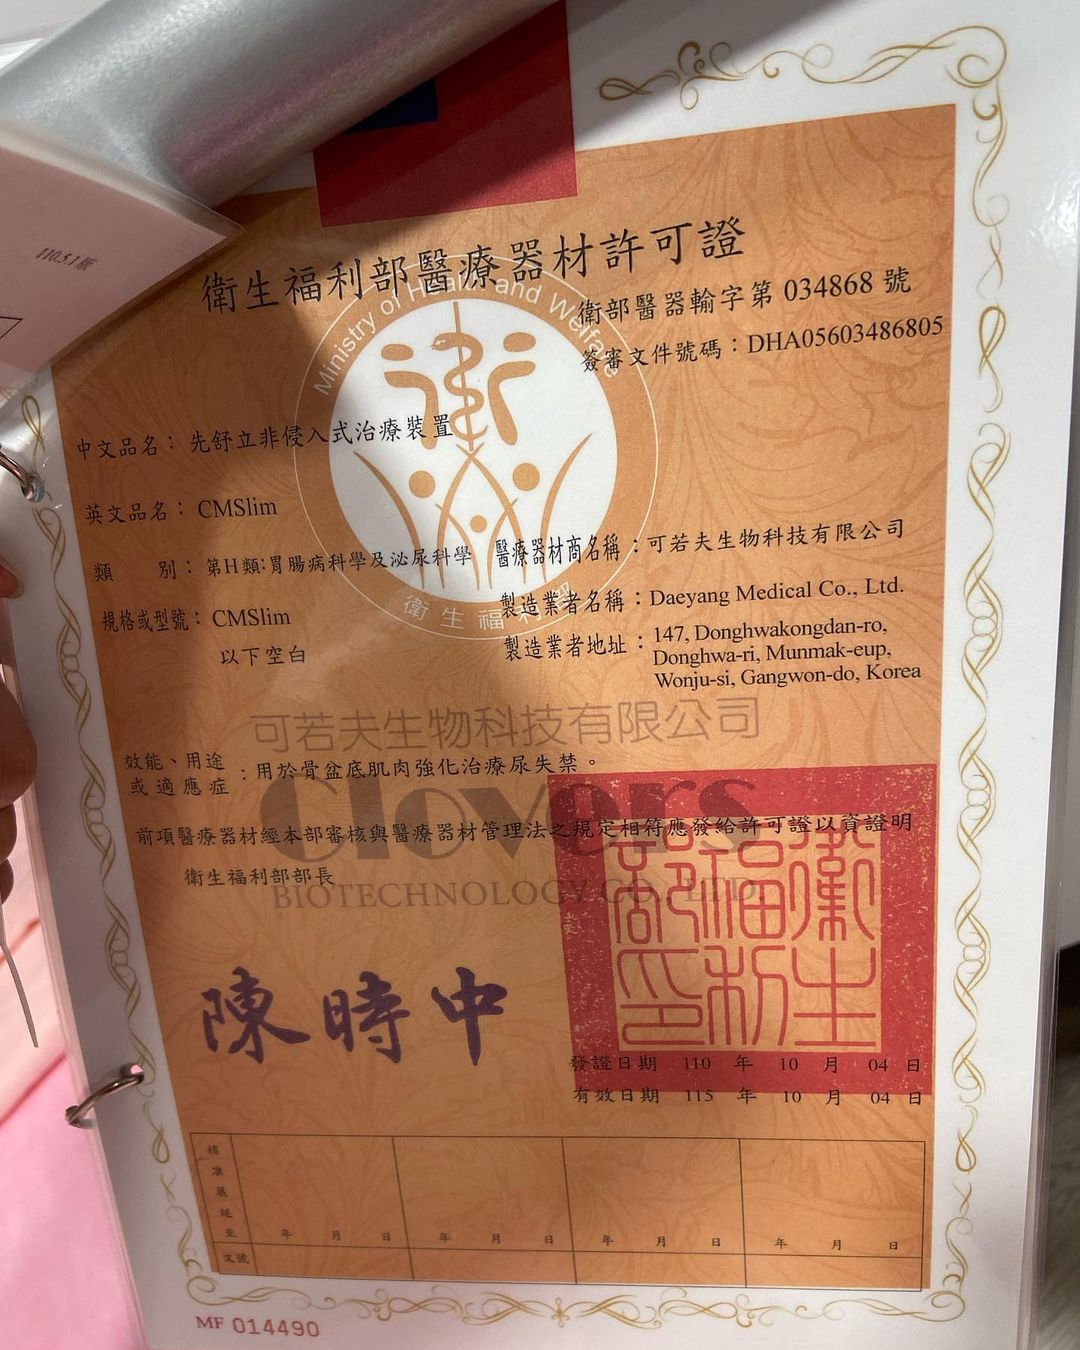 110.5.1版
衛生福利部醫療器材許可證
衛部醫器輸字第 034868 號
簽審文件號碼：DHA05603486805
Ministry of Health and Welfare
衛生福利部
中文品名： 先舒立非侵入式治療裝置
英文品名： CMSlim
類 別： 第H類:胃腸病科學及泌尿科學
規格或型號： CMSlim
以下空白
醫療器材商名稱：可若夫生物科技有限公司
製造業者名稱：Daeyang Medical Co., Ltd.
製造業者地址：147, Donghwakongdan-ro,
Donghwa-ri, Munmak-eup,
Wonju-si, Gangwon-do, Korea
可若夫生物科技有限公司
Clovers
BIOTECHNOLOGY CO., LTD
效能、用途
或適應症 ：用於骨盆底肌肉強化治療尿失禁。
前項醫療器材經本部審核與醫療器材管理法之規定相符應發給許可證以資證明
衛生福利部部長
陳時中
衛生福利部印
發證日期 110 年 10 月 04 日
有效日期 115 年 10 月 04 日
核准展延至
年 月 日 年 月 日 年 月 日 年 月 日
文號
MF 014490